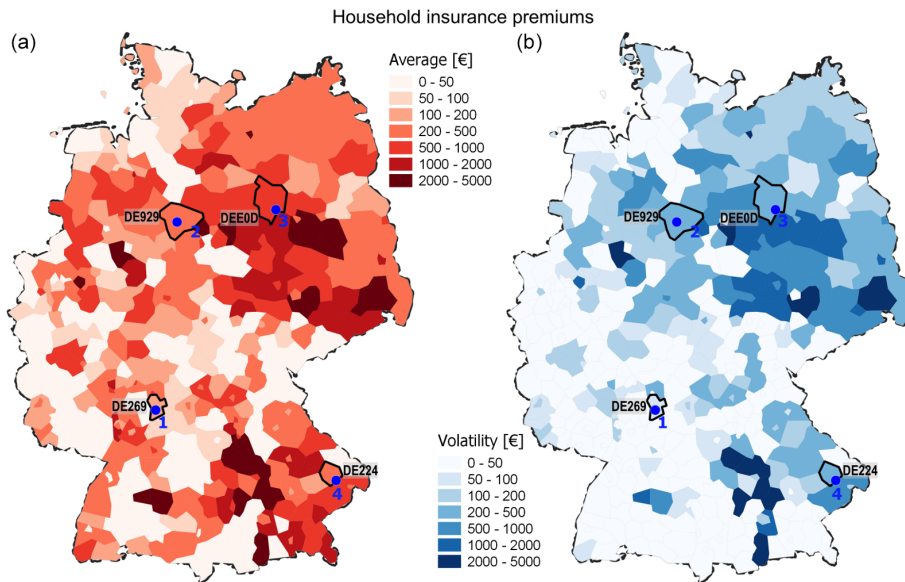 Household insurance premiums
(a)
(b)
Average [€]
0 - 50
50 - 100
100 - 200
200 - 500
500 - 1000
1000 - 2000
2000 - 5000
DE929
2
DEE0D
3
DE269
1
DE224
4
DE929
2
DEE0D
3
DE269
1
DE224
4
Volatility [€]
0 - 50
50 - 100
100 - 200
200 - 500
500 - 1000
1000 - 2000
2000 - 5000